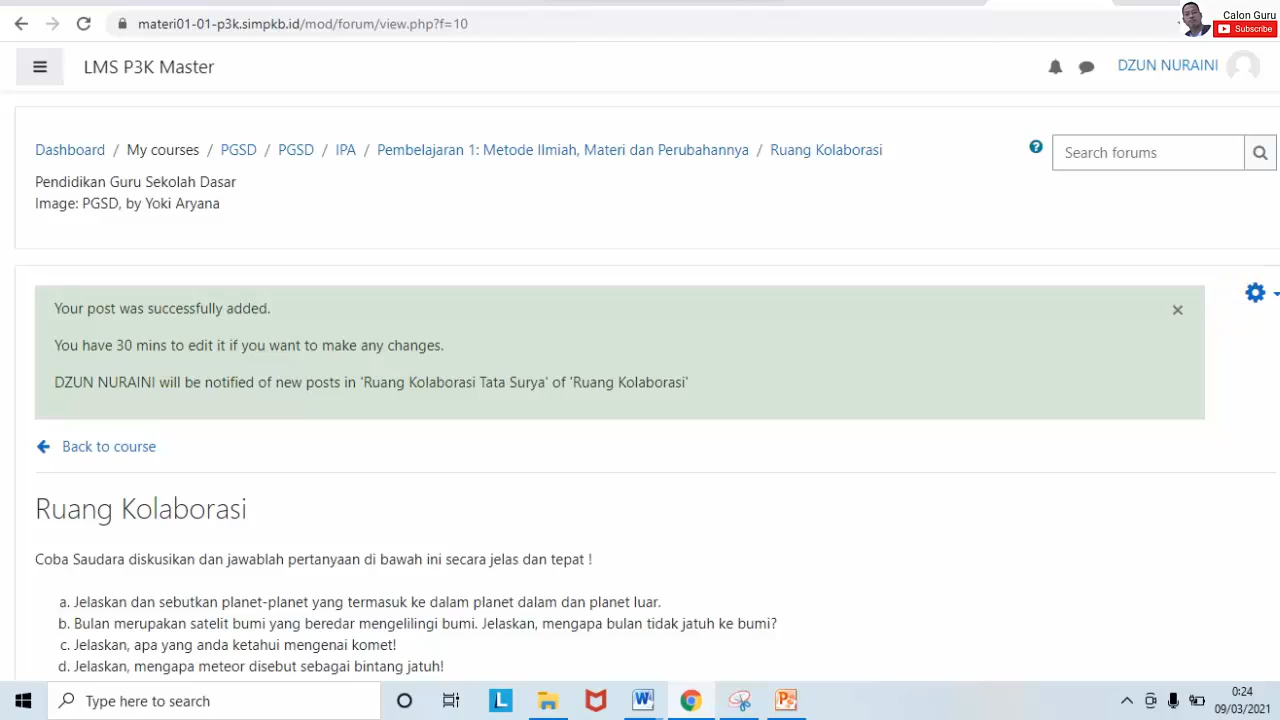 materi01-01-p3k.simpkb.id/mod/forum/view.php?f=10
Calon Guru
Subscribe
LMS P3K Master
DZUN NURAINI
Dashboard / My courses / PGSD / PGSD / IPA / Pembelajaran 1: Metode Ilmiah, Materi dan Perubahannya / Ruang Kolaborasi
Search forums
Pendidikan Guru Sekolah Dasar
Image: PGSD, by Yoki Aryana
Your post was successfully added.
You have 30 mins to edit it if you want to make any changes.
DZUN NURAINI will be notified of new posts in 'Ruang Kolaborasi Tata Surya' of 'Ruang Kolaborasi'
Back to course
Ruang Kolaborasi
Coba Saudara diskusikan dan jawablah pertanyaan di bawah ini secara jelas dan tepat !
a. Jelaskan dan sebutkan planet-planet yang termasuk ke dalam planet dalam dan planet luar.
b. Bulan merupakan satelit bumi yang beredar mengelilingi bumi. Jelaskan, mengapa bulan tidak jatuh ke bumi?
c. Jelaskan, apa yang anda ketahui mengenai komet!
d. Jelaskan, mengapa meteor disebut sebagai bintang jatuh!
Type here to search
0:24
09/03/2021